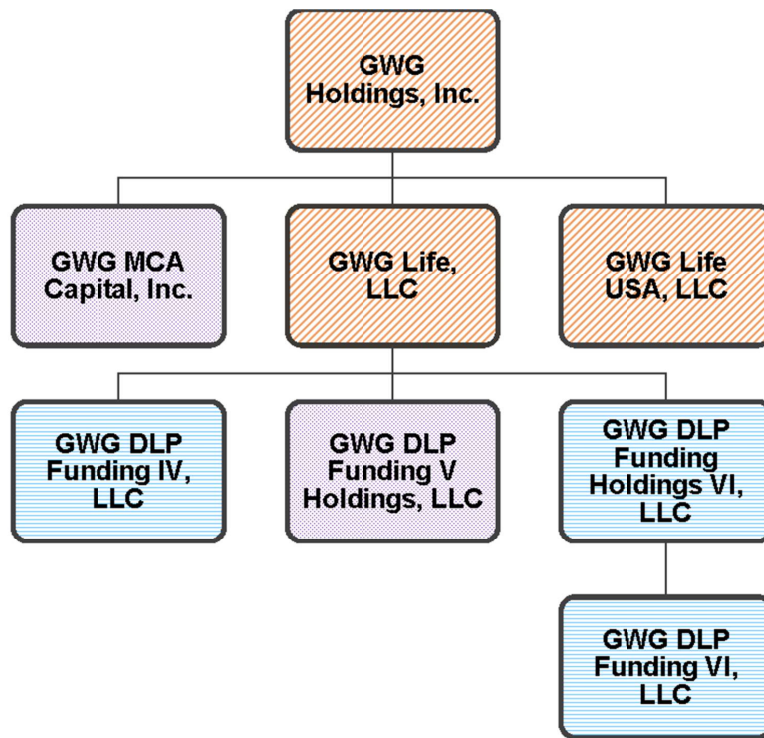 GWG
Holdings, Inc.
GWG MCA
Capital, Inc.
GWG Life,
LLC
GWG Life
USA, LLC
GWG DLP
Funding IV,
LLC
GWG DLP
Funding V
Holdings, LLC
GWG DLP
Funding
Holdings VI,
LLC
GWG DLP
Funding VI,
LLC